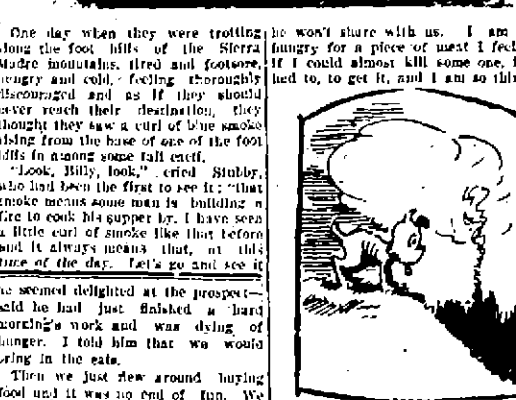 One day when they were trotting
along the foot hills of the Sierra
Madre mountains, tired and footsore,
hungry and cold, feeling thoroughly
discouraged and as if they should
never reach their destination, they
thought they saw a curl of blue smoke
rising from the base of one of the foot
hills in among some tall
"Look, Billy, look," cried Stubby,
who had been the first to see it; "that
smoke means some man is building a
fire to cook his supper by. I have seen
a little curl of smoke like that before
and it always means that, at this
time of the day. Let's go and see it
he seemed delighted at the prospect—
said he had just finished a hard
morning's work and was dying of
hunger. I told him that we would
bring in the eats.
Then we just flew around buying
food and it was no end of fun. We
he won't share with us. I am
hungry for a piece of meat I feel
if I could almost kill some one, if
had to, to get it, and I am so thi